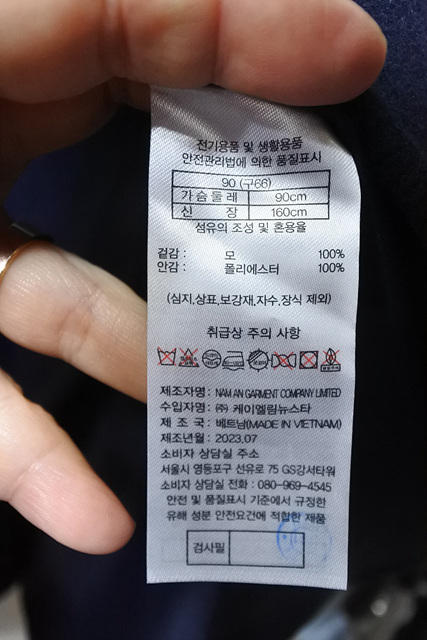 전기용품 및 생활용품
안전관리법에 의한 품질표시
90 (구66)
가슴둘레 90cm
신 장 160cm
섬유의 조성 및 혼용율
겉감 : 모 100%
안감 : 폴리에스터 100%
(심지,상표,보강재,자수,장식 제외)
취급상 주의 사항
제조자명 : NAM AN GARMENT COMPANY LIMITED
수입자명 : ㈜ 케이엘림뉴스타
제 조 국 : 베트남(MADE IN VIETNAM)
제조년월 : 2023.07
소비자 상담실 주소
서울시 영등포구 선유로 75 GS강서타워
소비자 상담실 전화 : 080-969-4545
안전 및 품질표시 기준에서 규정한
유해 성분 안전요건에 적합한 제품
검사필